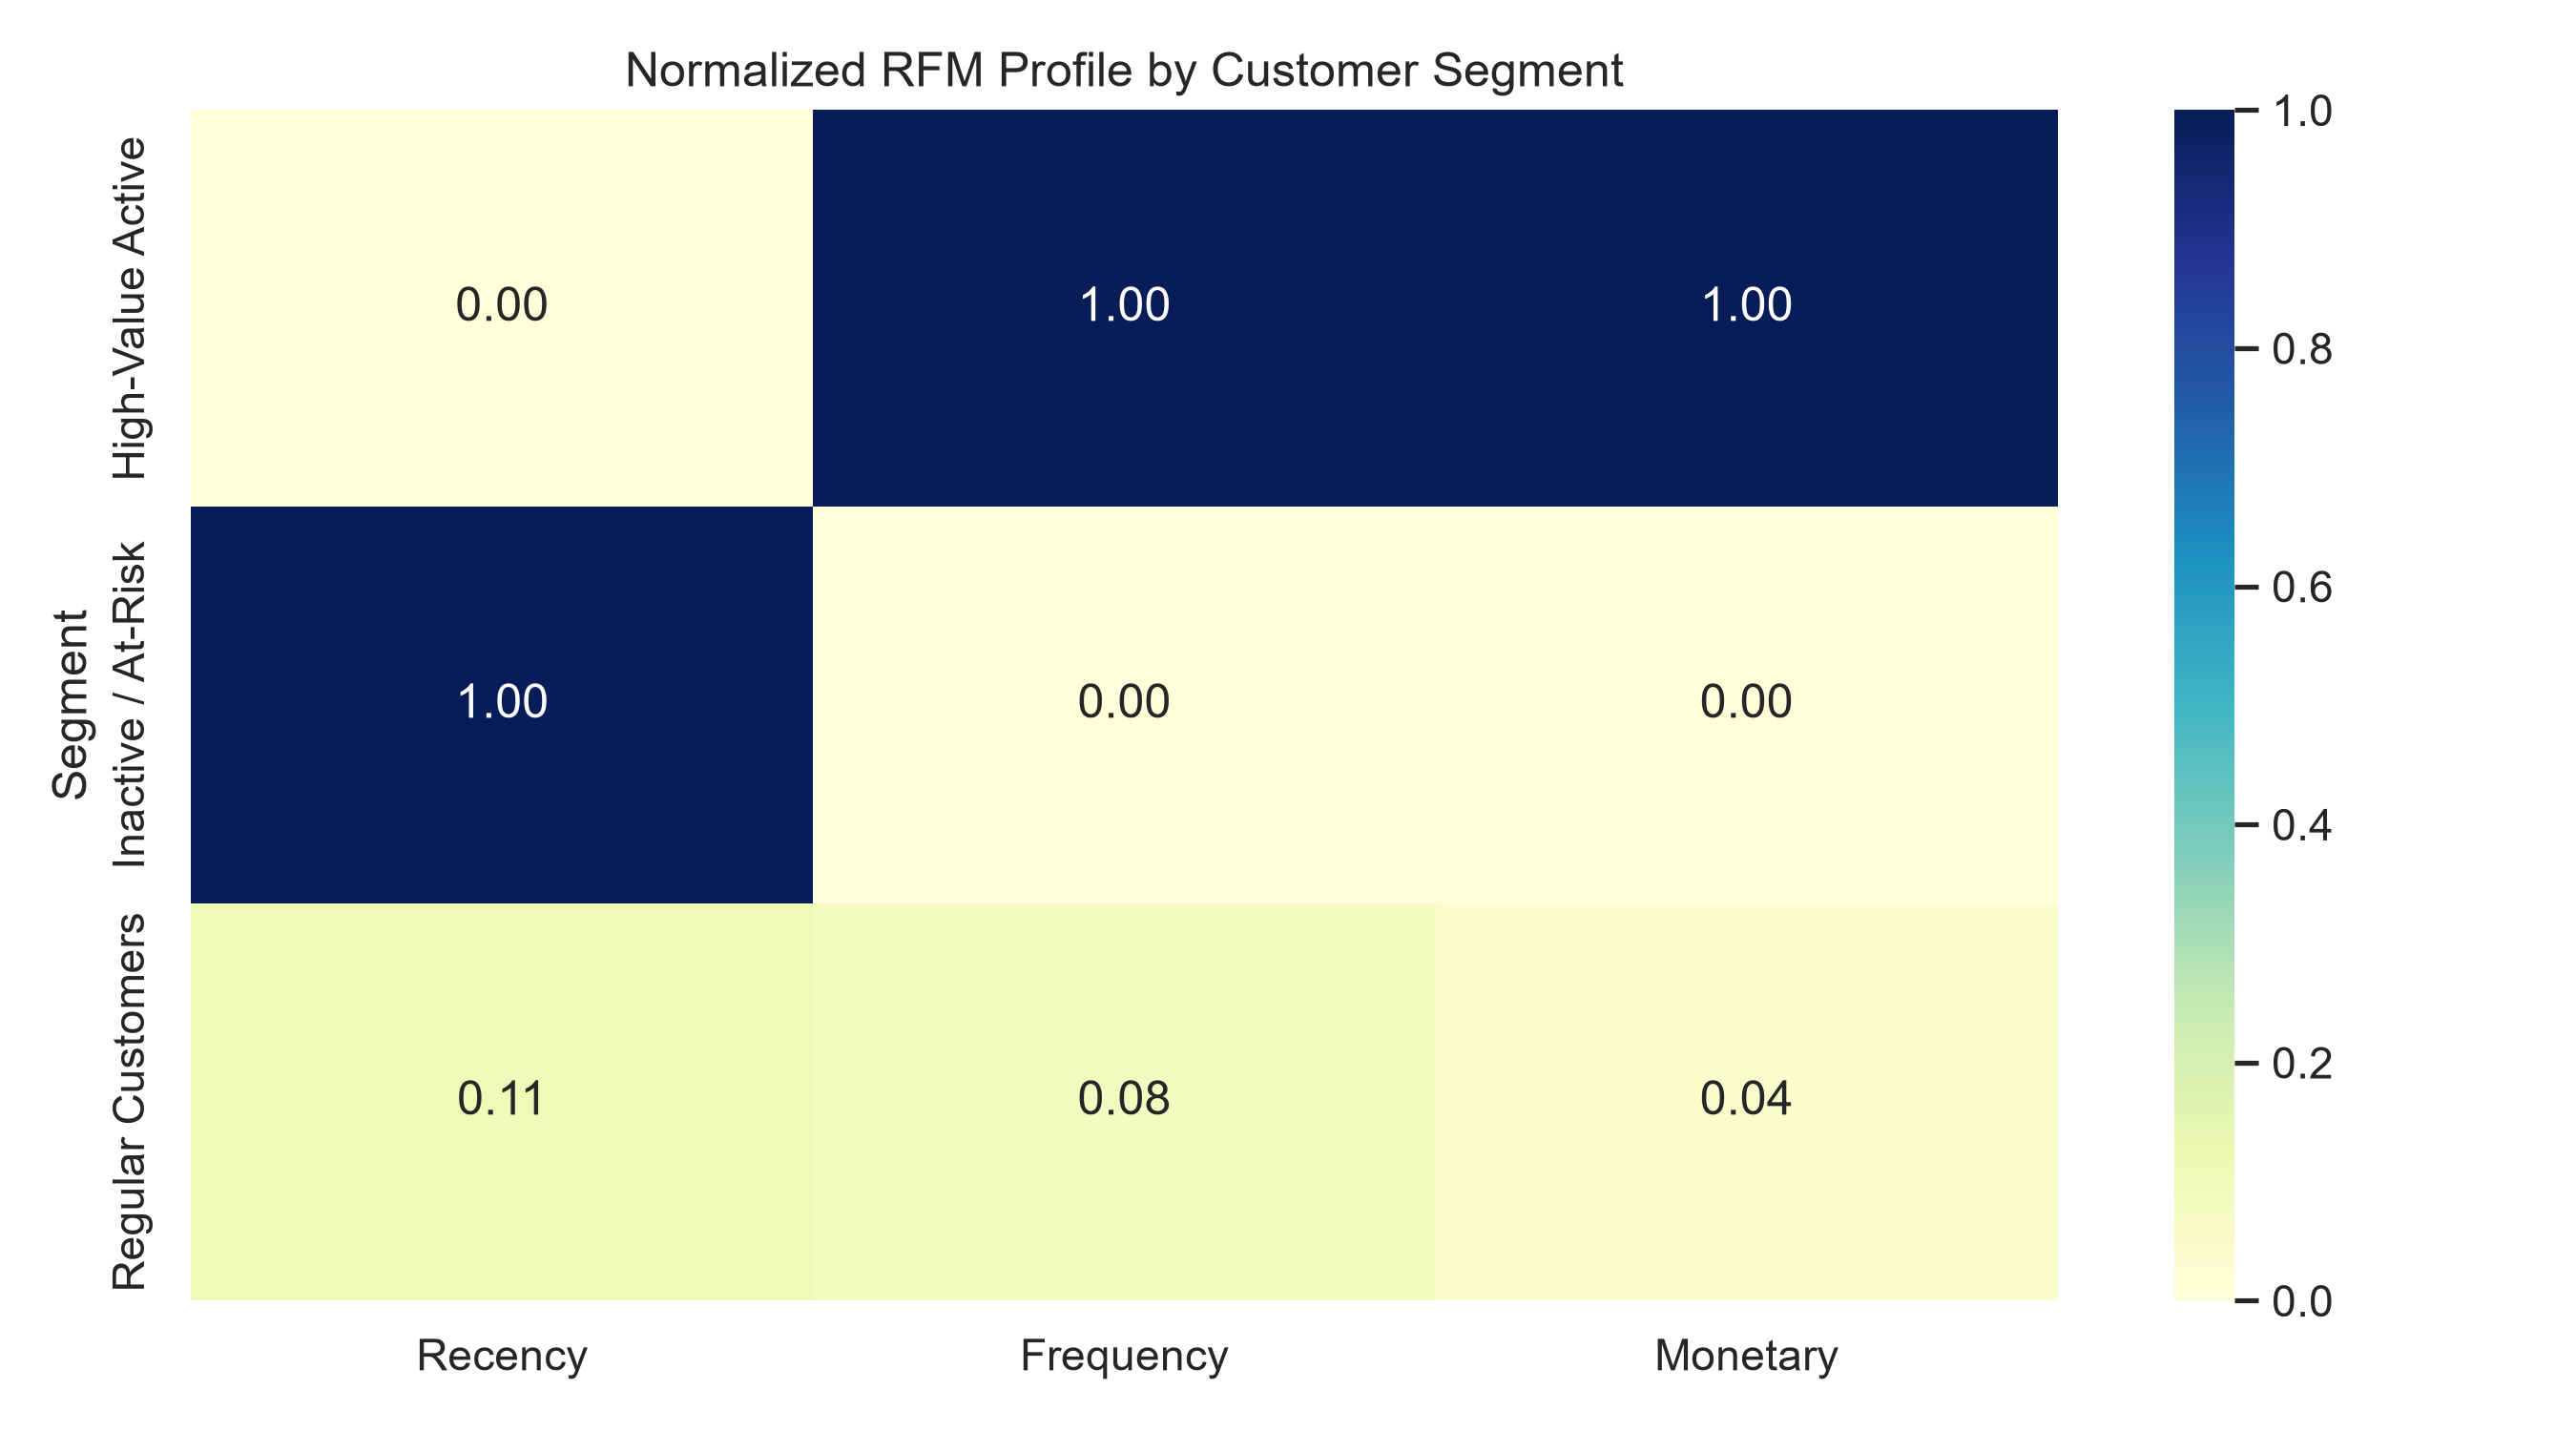 Normalized RFM Profile by Customer Segment
Segment
High-Value Active
0.00 1.00 1.00
Inactive / At-Risk
1.00 0.00 0.00
Regular Customers
0.11 0.08 0.04
Recency Frequency Monetary
1.0
0.8
0.6
0.4
0.2
0.0